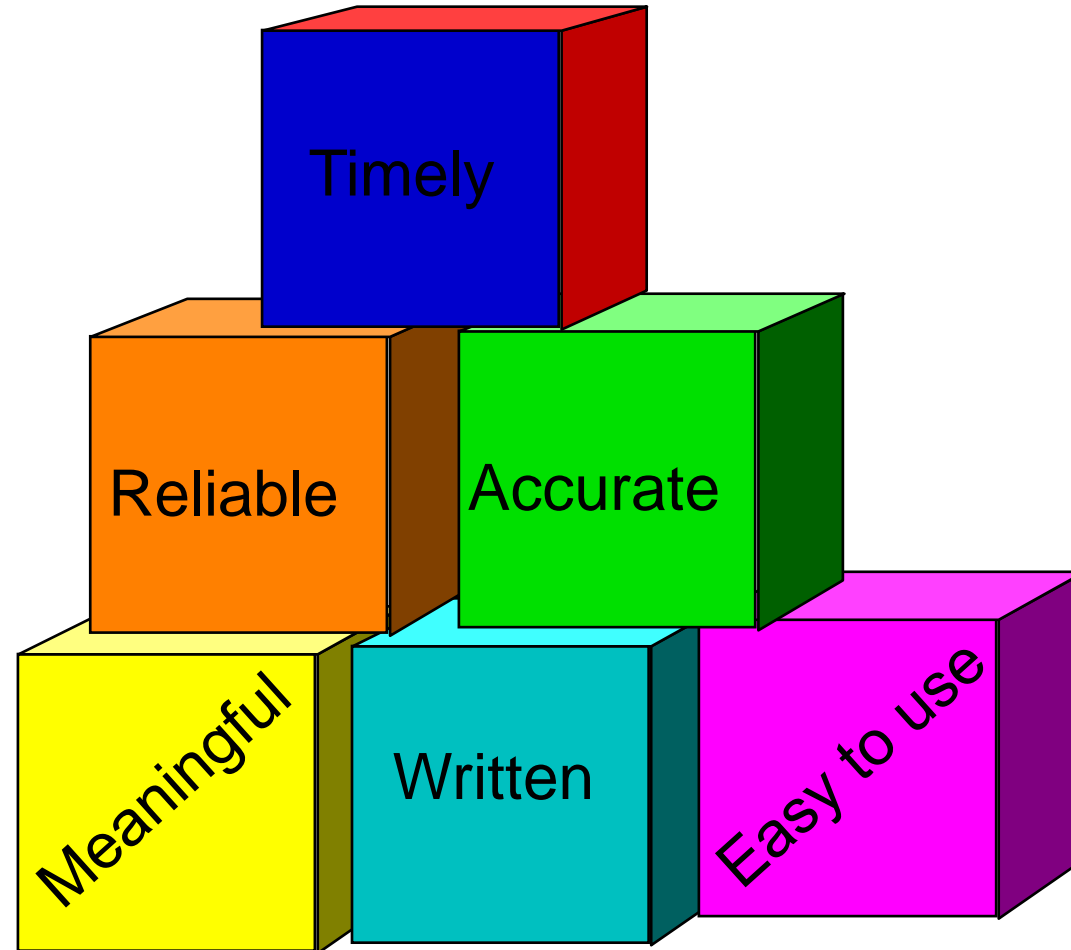 Timely
Reliable
Accurate
Meaningful
Written
Easy to use